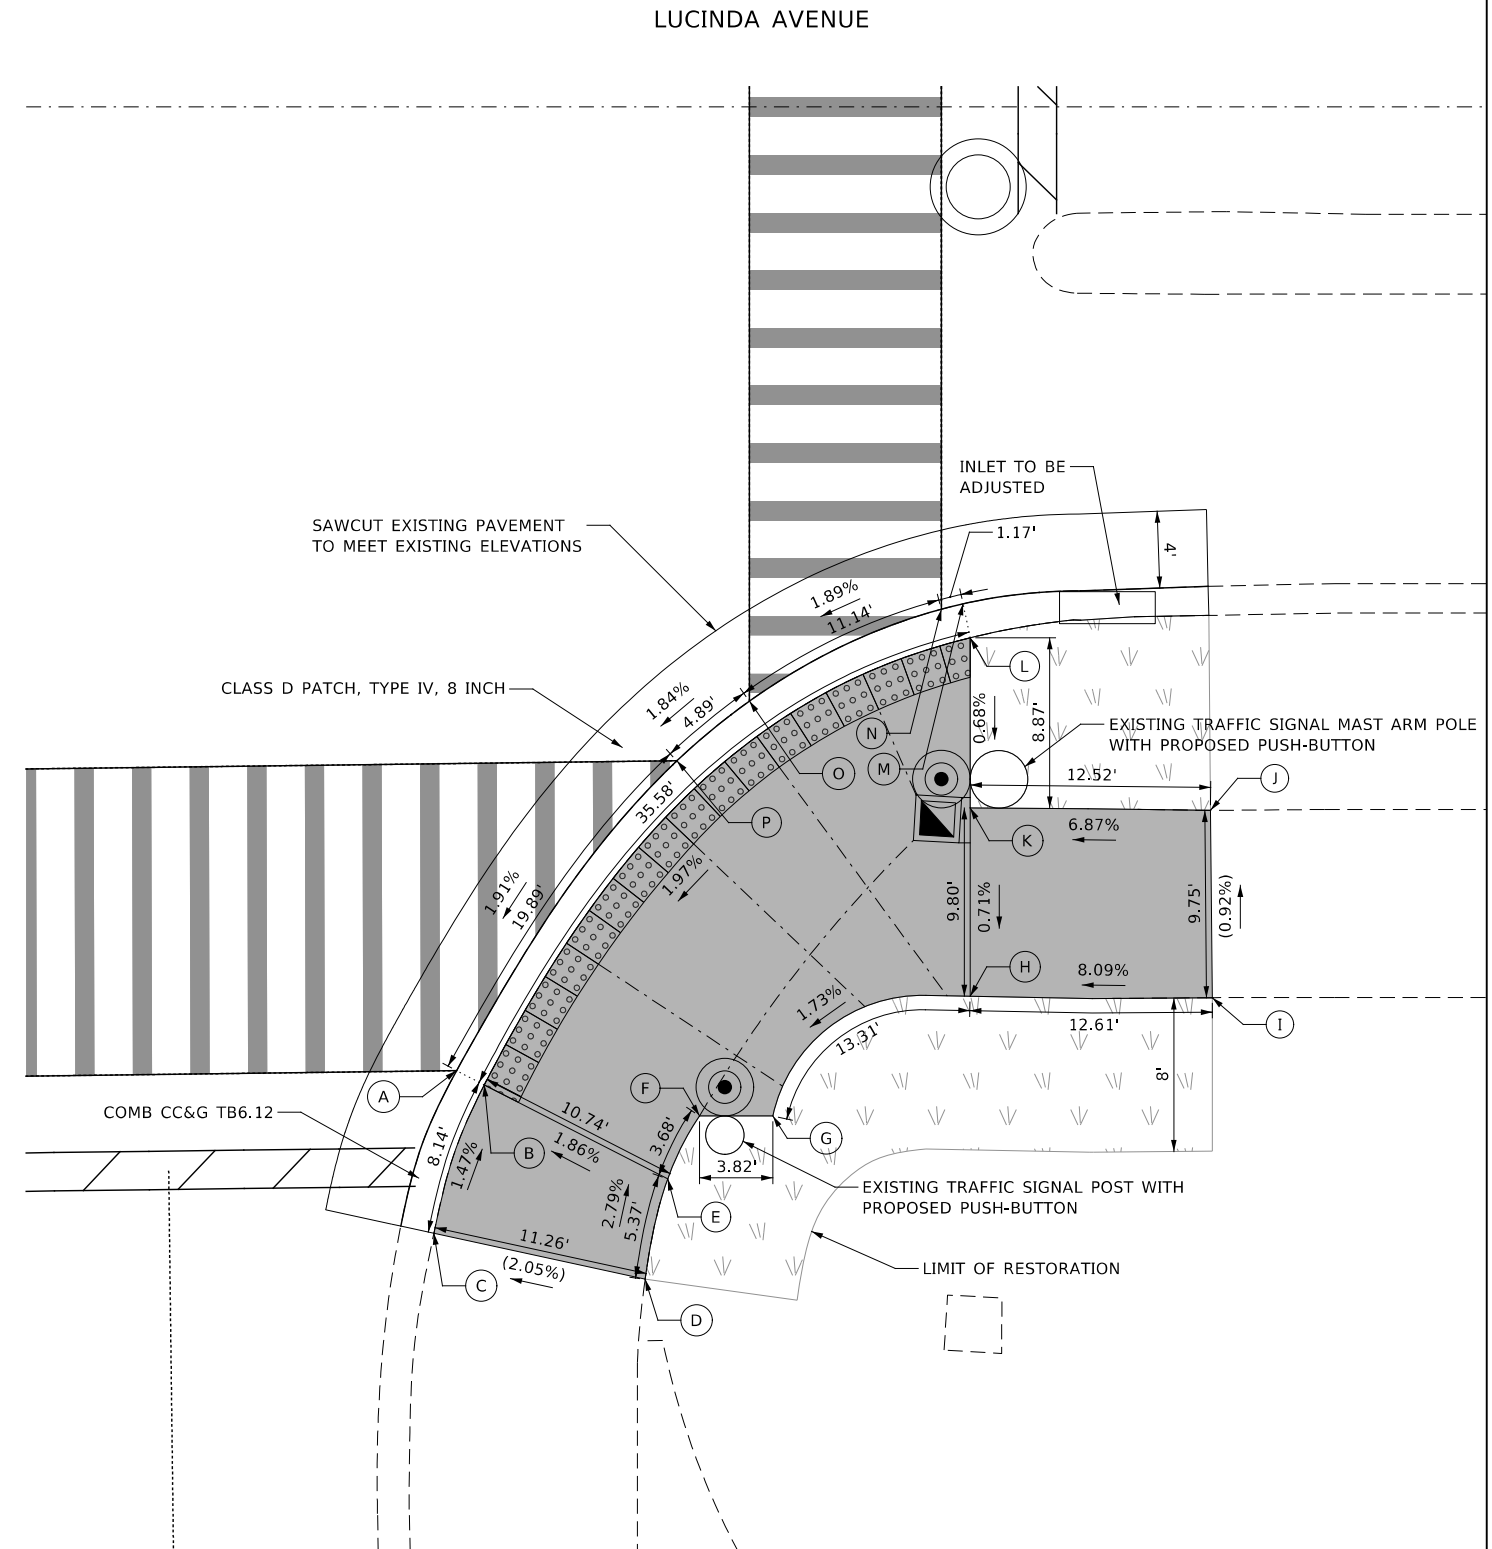 LUCINDA AVENUE
INLET TO BE
ADJUSTED
SAWCUT EXISTING PAVEMENT
TO MEET EXISTING ELEVATIONS
1.17'
4'
1.89%
11.14'
L
CLASS D PATCH, TYPE IV, 8 INCH
1.84%
4.89'
0.68%
8.87'
N
EXISTING TRAFFIC SIGNAL MAST ARM POLE
WITH PROPOSED PUSH-BUTTON
O
M
12.52'
J
35.58'
P
6.87%
K
1.97%
1.91%
19.89'
9.80'
0.71%
9.75'
(0.92%)
H
8.09%
1.73%
13.31'
12.61'
I
8'
A
F
COMB CC&G TB6.12
10.74'
1.86%
3.68'
G
8.14'
1.47%
B
3.82'
EXISTING TRAFFIC SIGNAL POST WITH
PROPOSED PUSH-BUTTON
2.79%
5.37'
E
11.26'
(2.05%)
LIMIT OF RESTORATION
C
D